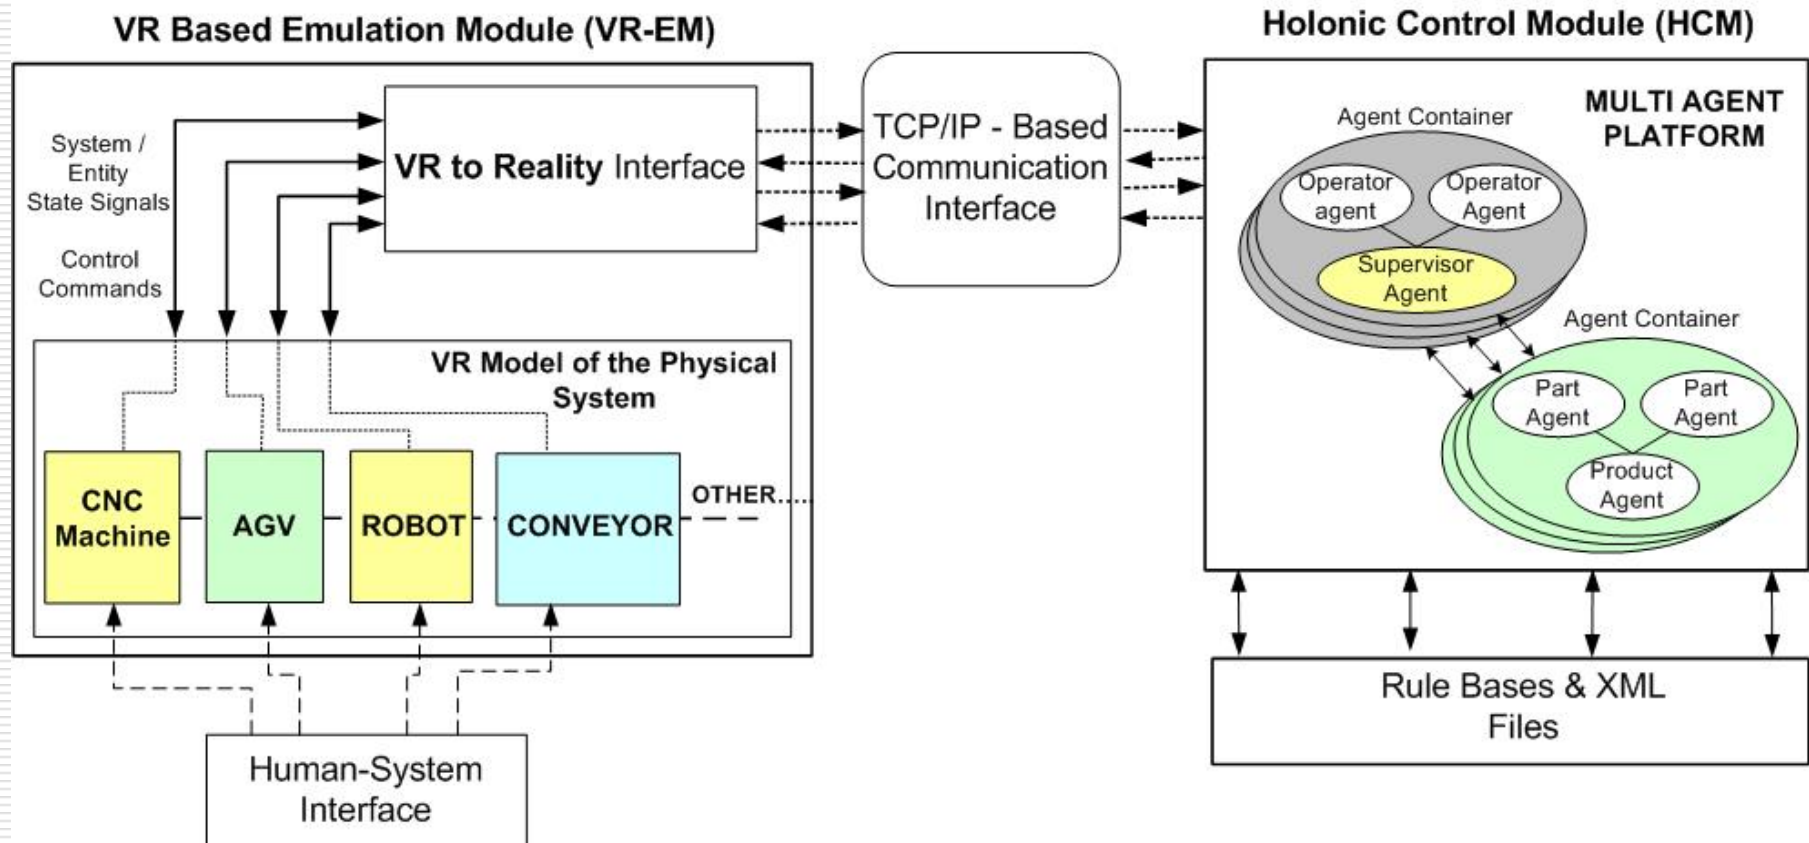 VR Based Emulation Module (VR-EM)
System /
Entity
State Signals
Control
Commands
VR to Reality Interface
VR Model of the Physical
System
CNC
Machine
AGV
ROBOT
CONVEYOR
OTHER
Human-System
Interface
TCP/IP - Based
Communication
Interface
Holonic Control Module (HCM)
MULTI AGENT
PLATFORM
Agent Container
Operator
agent
Operator
Agent
Supervisor
Agent
Agent Container
Part
Agent
Part
Agent
Product
Agent
Rule Bases & XML
Files